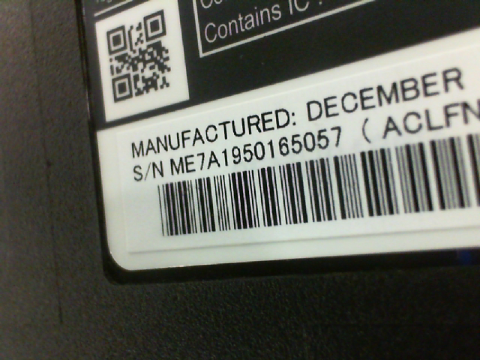 Contains IC :
MANUFACTURED: DECEMBER
S/N ME7A1950165057 ( ACLFN